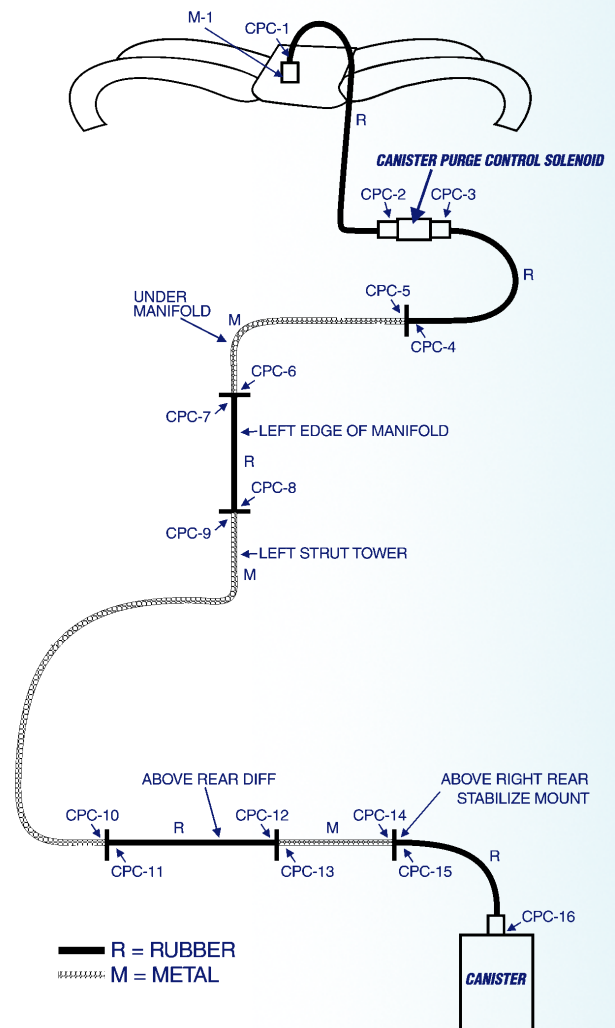 M-1
CPC-1
R
CANISTER PURGE CONTROL SOLENOID
CPC-2
CPC-3
R
CPC-5
CPC-4
UNDER
MANIFOLD
M
CPC-6
CPC-7
LEFT EDGE OF MANIFOLD
R
CPC-8
CPC-9
LEFT STRUT TOWER
M
ABOVE REAR DIFF
ABOVE RIGHT REAR
STABILIZE MOUNT
CPC-10
R
CPC-12
M
CPC-14
CPC-11
CPC-13
CPC-15
R
CPC-16
R = RUBBER
M = METAL
CANISTER